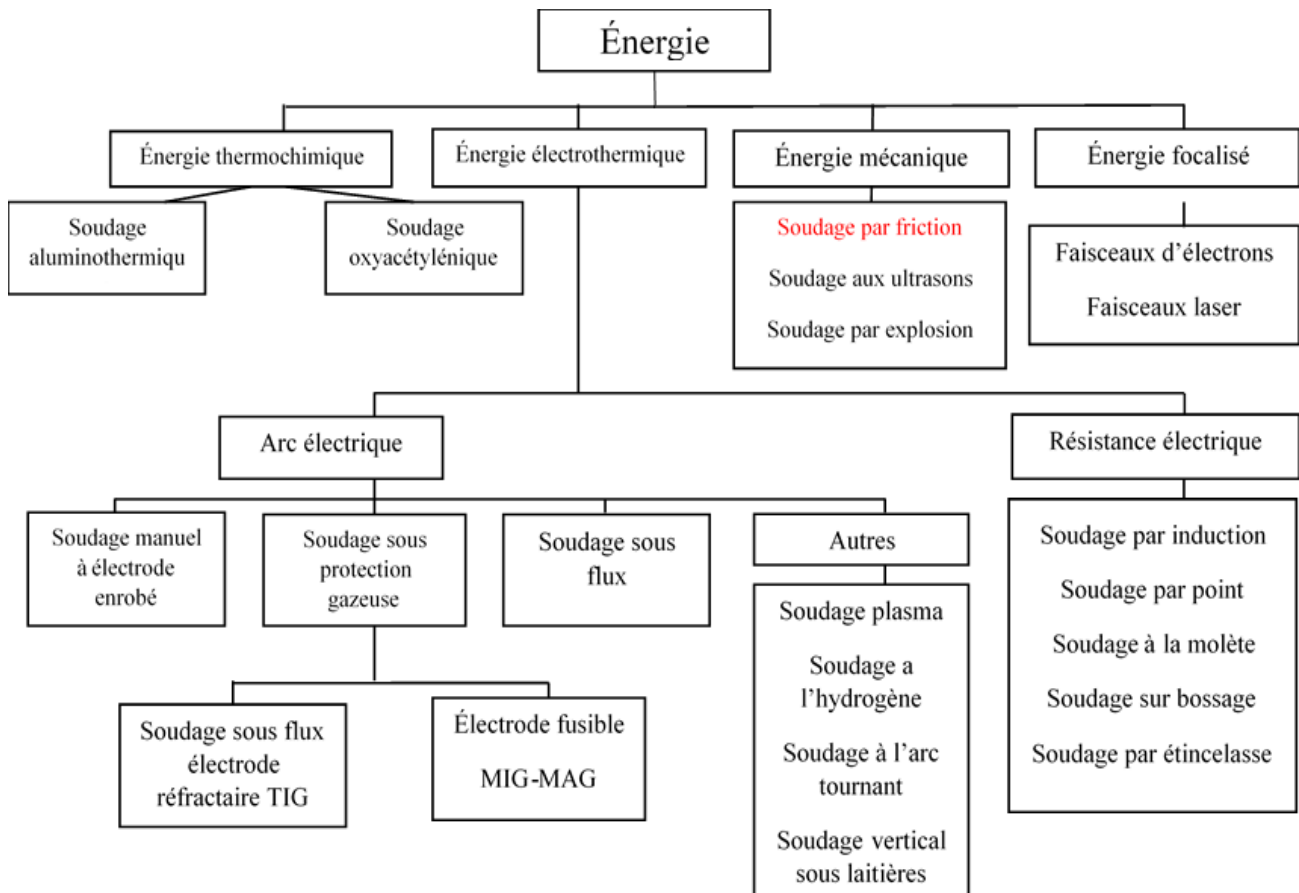 Énergie
Énergie thermochimique
Énergie électrothermique
Énergie mécanique
Énergie focalisé
Soudage
aluminothermiqu
Soudage
oxyacétylénique
Soudage par friction
Soudage aux ultrasons
Soudage par explosion
Faisceaux d’électrons
Faisceaux laser
Arc électrique
Résistance électrique
Soudage manuel
à électrode
enrobé
Soudage sous
protection
gazeuse
Soudage sous
flux
Autres
Soudage sous flux
électrode
réfractaire TIG
Électrode fusible
MIG-MAG
Soudage plasma
Soudage a
l’hydrogène
Soudage à l’arc
tournant
Soudage vertical
sous laitières
Soudage par induction
Soudage par point
Soudage à la molète
Soudage sur bossage
Soudage par étincelasse